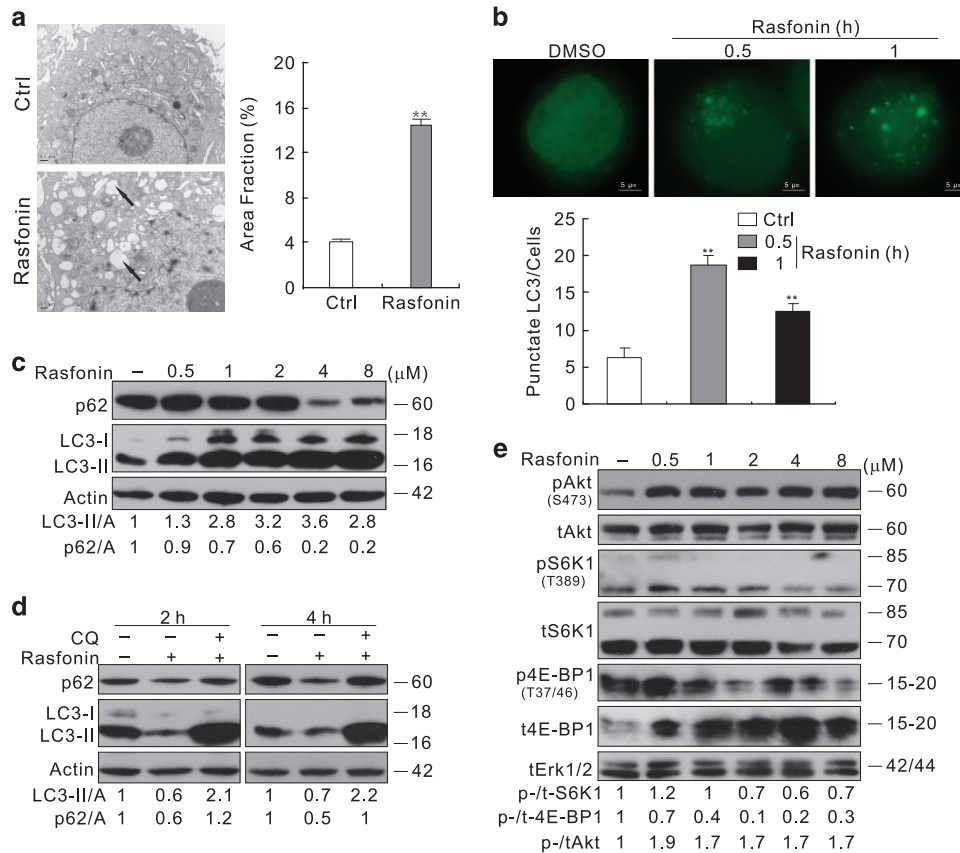 a
Ctrl
Rasfonin
Area Fraction (%)
20
16
12
8
4
0
**
Ctrl Rasfonin
b
Rasfonin (h)
DMSO 0.5 1
5 μm 5 μm 5 μm
Punctate LC3/Cells
25
20
15
10
5
0
**
**
Ctrl
0.5
1
Rasfonin (h)
c
Rasfonin – 0.5 1 2 4 8 (μM)
p62 60
LC3-I 18
LC3-II 16
Actin 42
LC3-II/A 1 1.3 2.8 3.2 3.6 2.8
p62/A 1 0.9 0.7 0.6 0.2 0.2
d
2 h 4 h
CQ – – + – – +
Rasfonin – + + – + +
p62 60
LC3-I 18
LC3-II 16
Actin 42
LC3-II/A 1 0.6 2.1 1 0.7 2.2
p62/A 1 0.6 1.2 1 0.5 1
e
Rasfonin – 0.5 1 2 4 8 (μM)
pAkt 60
(S473)
tAkt 60
pS6K1 85
(T389) 70
tS6K1 85
70
p4E-BP1 15-20
(T37/46)
t4E-BP1 15-20
tErk1/2 42/44
p-/t-S6K1 1 1.2 1 0.7 0.6 0.7
p-/t-4E-BP1 1 0.7 0.4 0.1 0.2 0.3
p-/tAkt 1 1.9 1.7 1.7 1.7 1.7